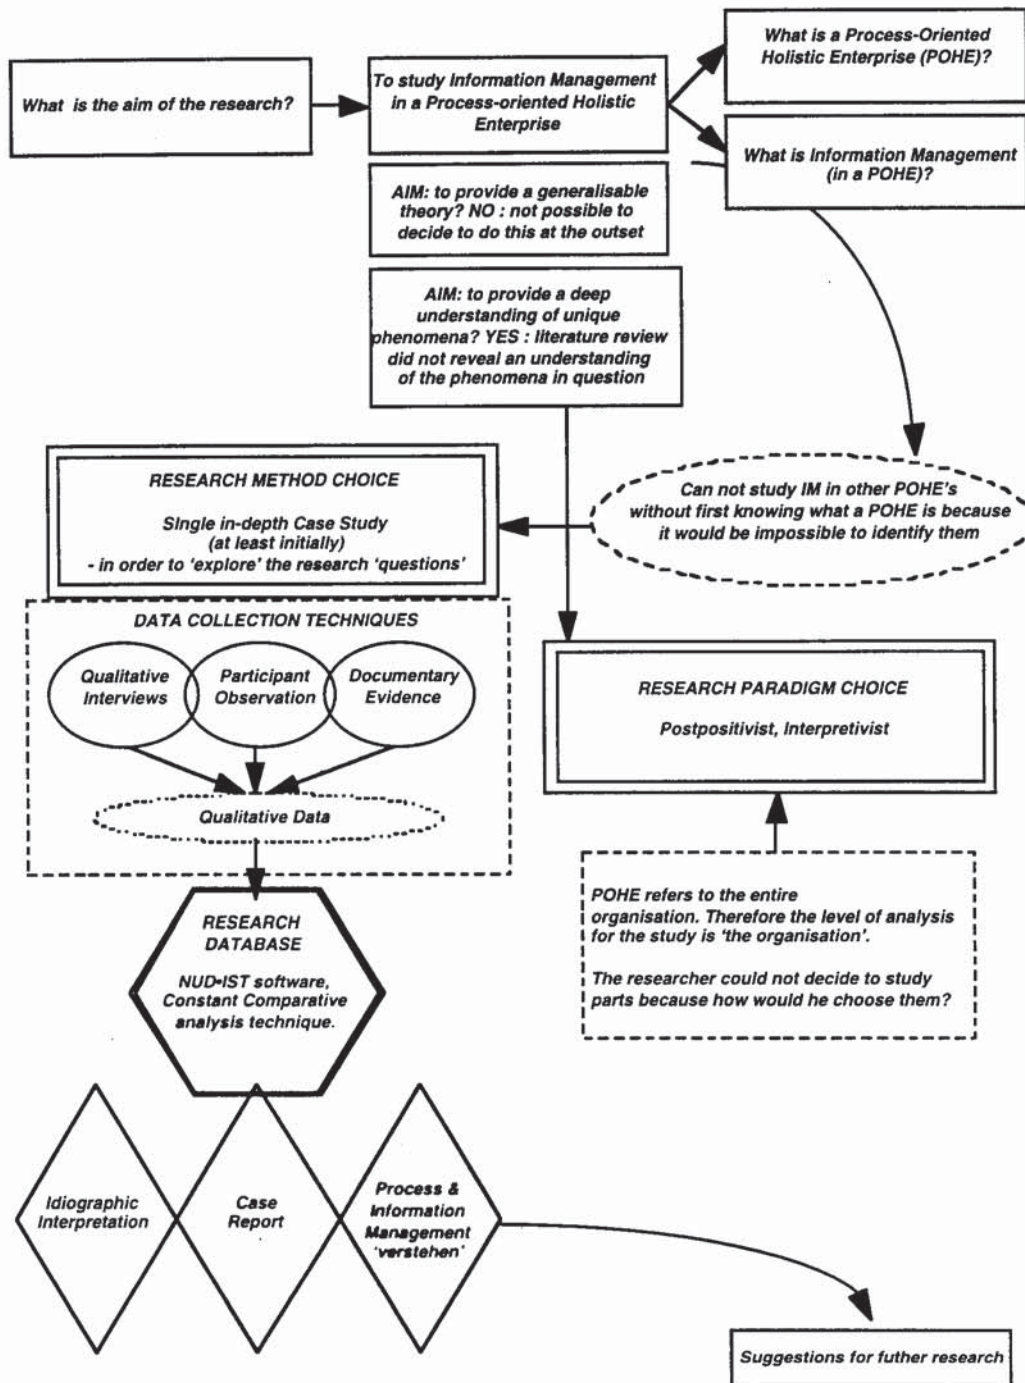 What is the aim of the research?
To study Information Management
in a Process-oriented Holistic
Enterprise
What is a Process-Oriented
Holistic Enterprise (POHE)?
What is Information Management
(in a POHE)?
AIM: to provide a generalisable
theory? NO : not possible to
decide to do this at the outset
AIM: to provide a deep
understanding of unique
phenomena? YES : literature review
did not reveal an understanding
of the phenomena in question
Can not study IM in other POHE's
without first knowing what a POHE is because
it would be impossible to identify them
RESEARCH METHOD CHOICE
SIngle in-depth Case Study
(at least initially)
- in order to 'explore' the research 'questions'
DATA COLLECTION TECHNIQUES
Qualitative
Interviews
Participant
Observation
Documentary
Evidence
Qualitative Data
RESEARCH PARADIGM CHOICE
Postpositivist, Interpretivist
POHE refers to the entire
organisation. Therefore the level of analysis
for the study is 'the organisation'.
The researcher could not decide to study
parts because how would he choose them?
RESEARCH
DATABASE
NUD•IST software,
Constant Comparative
analysis technique.
Idiographic
Interpretation
Case
Report
Process &
Information
Management
'verstehen'
Suggestions for futher research